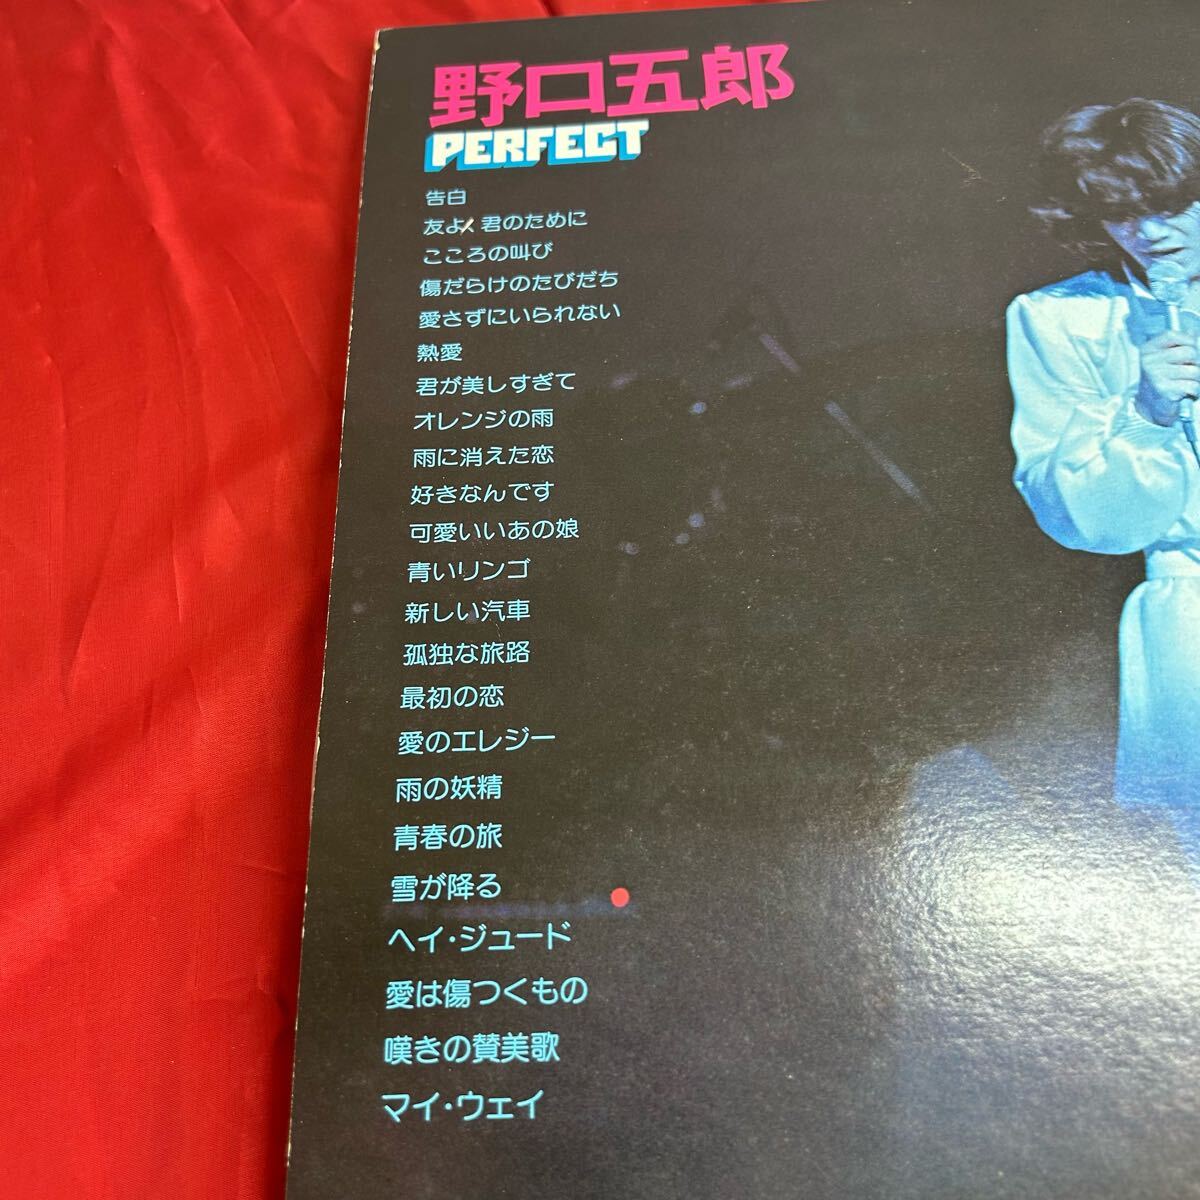 野口五郎
PERFECT
告白
友よ 君のために
こころの叫び
傷だらけのたびだち
愛さずにいられない
熱愛
君が美しすぎて
オレンジの雨
雨に消えた恋
好きなんです
可愛いいあの娘
青いリンゴ
新しい汽車
孤独な旅路
最初の恋
愛のエレジー
雨の妖精
青春の旅
雪が降る
ヘイ・ジュード
愛は傷つくもの
嘆きの賛美歌
マイ・ウェイ